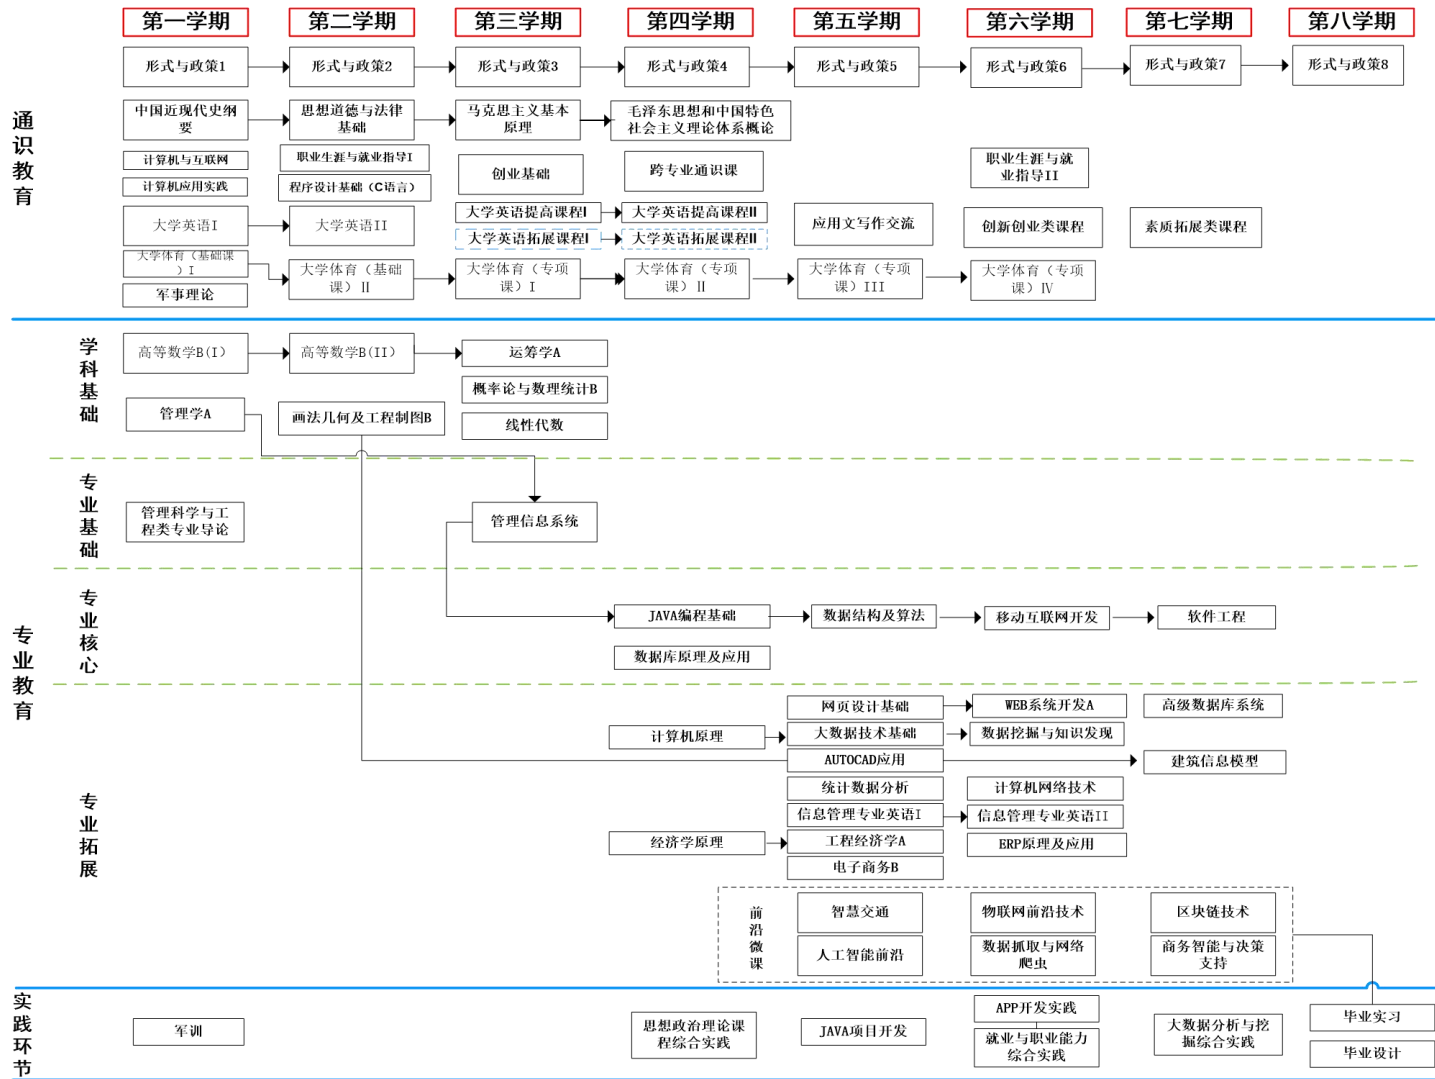 第一学期
第二学期
第三学期
第四学期
第五学期
第六学期
第七学期
第八学期
通识教育
形式与政策1
形式与政策2
形式与政策3
形式与政策4
形式与政策5
形式与政策6
形式与政策7
形式与政策8
中国近现代史纲
要
思想道德与法律
基础
马克思主义基本
原理
毛泽东思想和中国特色
社会主义理论体系概论
计算机与互联网
职业生涯与就业指导I
创业基础
跨专业通识课
职业生涯与就
业指导II
计算机应用实践
程序设计基础（C语言）
大学英语I
大学英语II
大学英语提高课程I
大学英语提高课程II
大学英语拓展课程I
大学英语拓展课程II
应用文写作交流
创新创业类课程
素质拓展类课程
大学体育（基础课
）I
大学体育（基础
课）II
大学体育（专项
课）I
大学体育（专项
课）II
大学体育（专项
课）III
大学体育（专项
课）IV
军事理论
专业教育
学科基础
高等数学B(I）
高等数学B(II）
运筹学A
概率论与数理统计B
管理学A
画法几何及工程制图B
线性代数
专业基础
管理科学与工
程类专业导论
管理信息系统
专业核心
JAVA编程基础
数据结构及算法
移动互联网开发
软件工程
数据库原理及应用
专业拓展
网页设计基础
WEB系统开发A
高级数据库系统
计算机原理
大数据技术基础
数据挖掘与知识发现
AUTOCAD应用
建筑信息模型
统计数据分析
计算机网络技术
信息管理专业英语I
信息管理专业英语II
经济学原理
工程经济学A
ERP原理及应用
电子商务B
前沿微课
智慧交通
物联网前沿技术
区块链技术
人工智能前沿
数据抓取与网络
爬虫
商务智能与决策
支持
实践环节
军训
思想政治理论课
程综合实践
JAVA项目开发
APP开发实践
就业与职业能力
综合实践
大数据分析与挖
掘综合实践
毕业实习
毕业设计